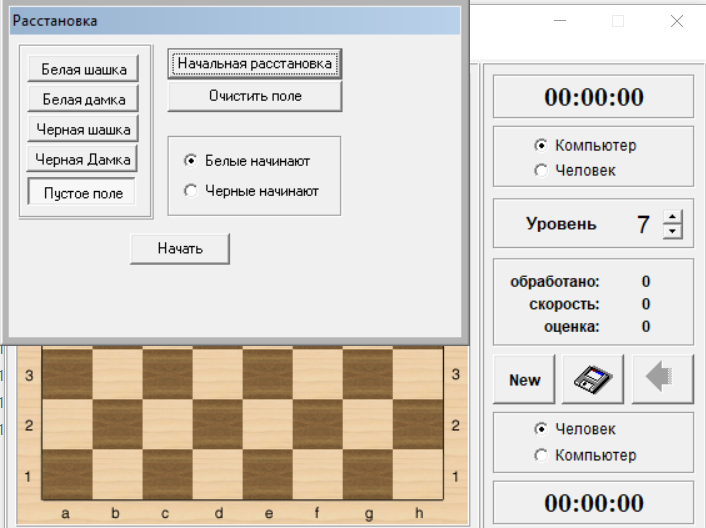 Расстановка
Белая шашка
Белая дамка
Черная шашка
Черная Дамка
Пустое поле
Начальная расстановка
Очистить поле
Белые начинают
Черные начинают
Начать
3
2
1
a b c d e f g h
3
2
1
00:00:00
Компьютер
Человек
Уровень 7
обработано: 0
скорость: 0
оценка: 0
New
Человек
Компьютер
00:00:00